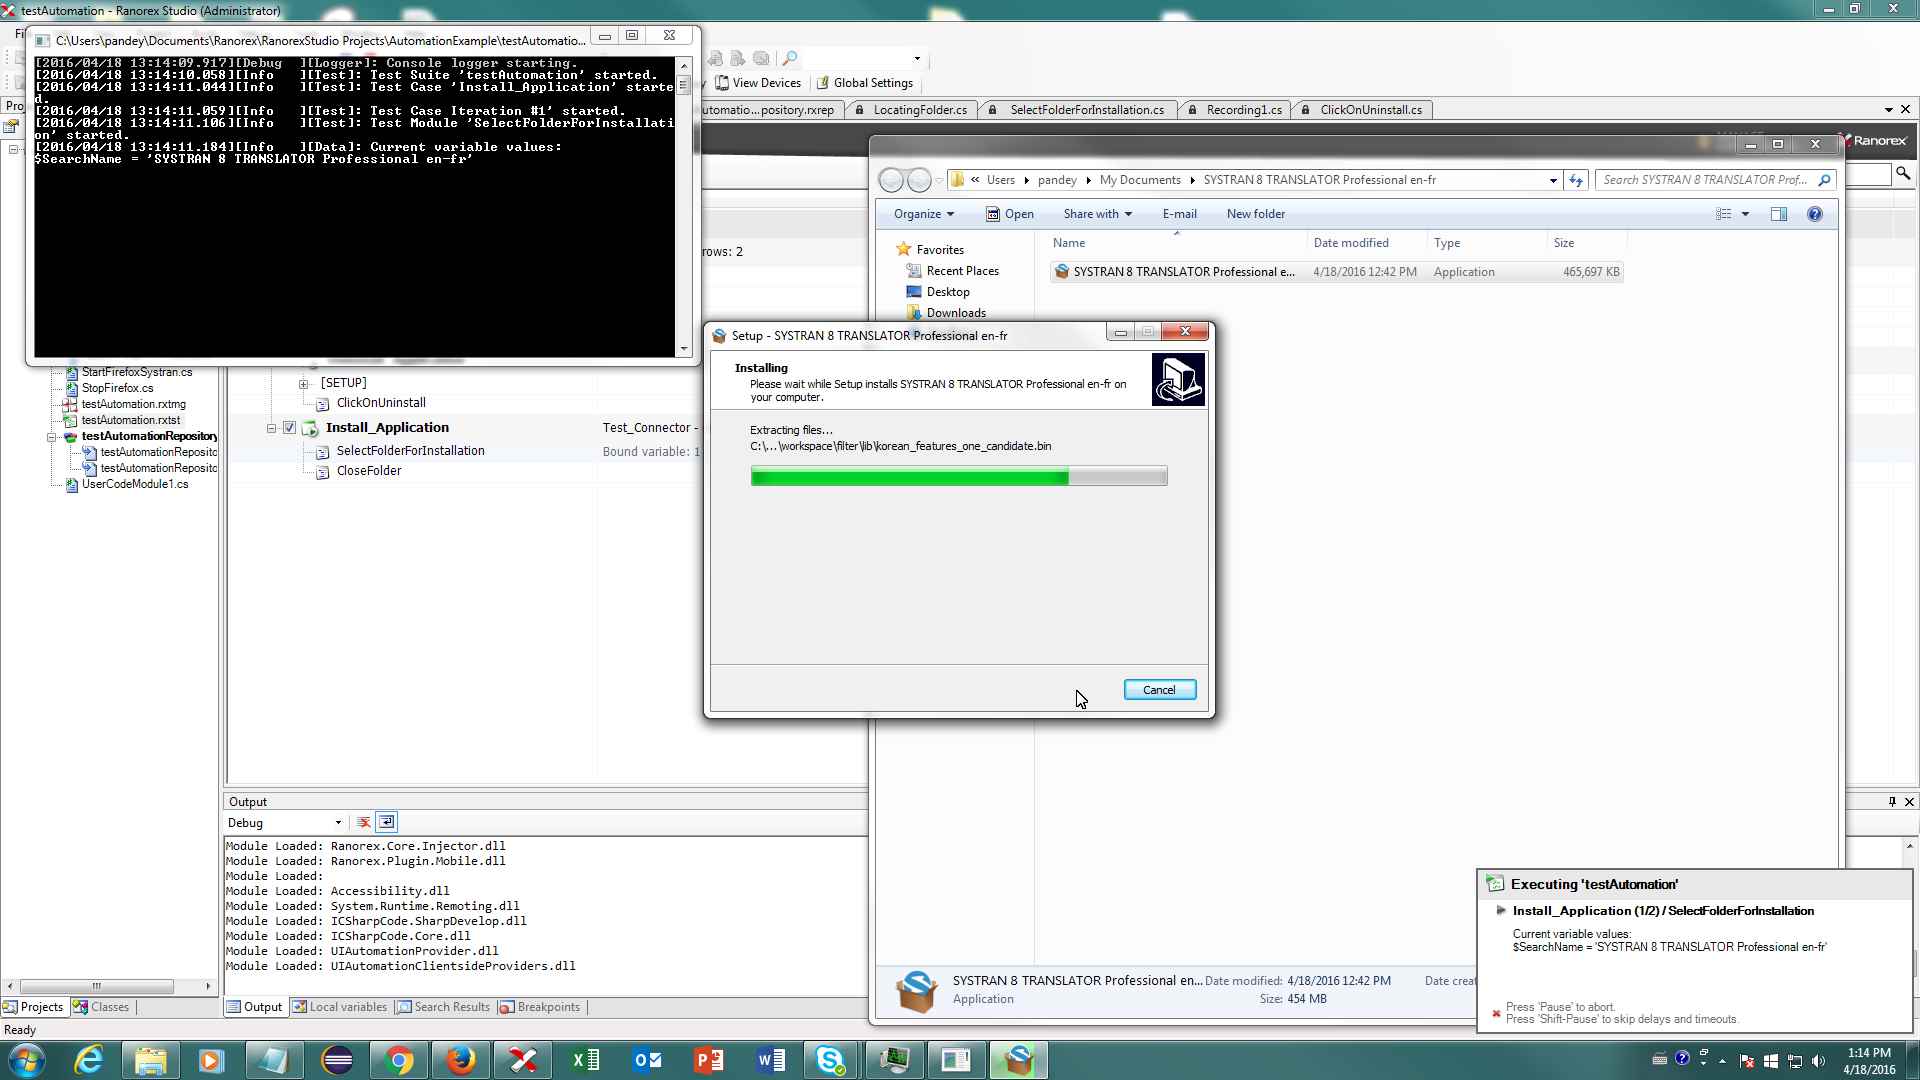 testAutomation - Ranorex Studio (Administrator)
C:\Users\pandey\Documents\Ranorex\RanorexStudio Projects\AutomationExample\testAutomatio...
[2016/04/18 13:14:09.917][Debug ][Logger]: Console logger starting.
[2016/04/18 13:14:10.058][Info ][Test]: Test Suite 'testAutomation' started.
[2016/04/18 13:14:11.044][Info ][Test]: Test Case 'Install_Application' starte
d.
[2016/04/18 13:14:11.059][Info ][Test]: Test Case Iteration #1' started.
[2016/04/18 13:14:11.106][Info ][Test]: Test Module 'SelectFolderForInstallati
on' started.
[2016/04/18 13:14:11.184][Info ][Data]: Current variable values:
$SearchName = 'SYSTRAN 8 TRANSLATOR Professional en-fr'
View Devices
Global Settings
utomatio...pository.rxrep
LocatingFolder.cs
SelectFolderForInstallation.cs
Recording1.cs
ClickOnUninstall.cs
Ranorex
rows: 2
« Users ▸ pandey ▸ My Documents ▸ SYSTRAN 8 TRANSLATOR Professional en-fr
Search SYSTRAN 8 TRANSLATOR Prof...
Organize
Open
Share with
E-mail
New folder
Name
Date modified
Type
Size
Favorites
Recent Places
Desktop
Downloads
SYSTRAN 8 TRANSLATOR Professional e...
4/18/2016 12:42 PM
Application
465,697 KB
StartFirefoxSystran.cs
StopFirefox.cs
testAutomation.rxtmg
testAutomation.rxtst
testAutomationRepository
testAutomationReposito
testAutomationReposito
UserCodeModule1.cs
[SETUP]
ClickOnUninstall
Install_Application
Test_Connector -
SelectFolderForInstallation
Bound variable: 1
CloseFolder
Setup - SYSTRAN 8 TRANSLATOR Professional en-fr
Installing
Please wait while Setup installs SYSTRAN 8 TRANSLATOR Professional en-fr on
your computer.
Extracting files...
C:\...\workspace\filter\lib\korean_features_one_candidate.bin
Cancel
Output
Debug
Module Loaded: Ranorex.Core.Injector.dll
Module Loaded: Ranorex.Plugin.Mobile.dll
Module Loaded:
Module Loaded: Accessibility.dll
Module Loaded: System.Runtime.Remoting.dll
Module Loaded: ICSharpCode.SharpDevelop.dll
Module Loaded: ICSharpCode.Core.dll
Module Loaded: UIAutomationProvider.dll
Module Loaded: UIAutomationClientsideProviders.dll
Projects
Classes
Output
Local variables
Search Results
Breakpoints
Ready
SYSTRAN 8 TRANSLATOR Professional en...
Date modified: 4/18/2016 12:42 PM
Date crea
Application
Size: 454 MB
Executing 'testAutomation'
Install_Application (1/2) / SelectFolderForInstallation
Current variable values:
$SearchName = 'SYSTRAN 8 TRANSLATOR Professional en-fr'
Press 'Pause' to abort.
Press 'Shift-Pause' to skip delays and timeouts.
1:14 PM
4/18/2016